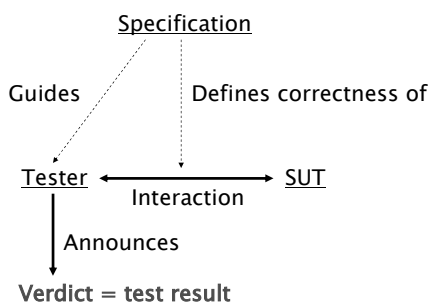 Specification
Guides
Defines correctness of
Tester
SUT
Interaction
Announces
Verdict = test result